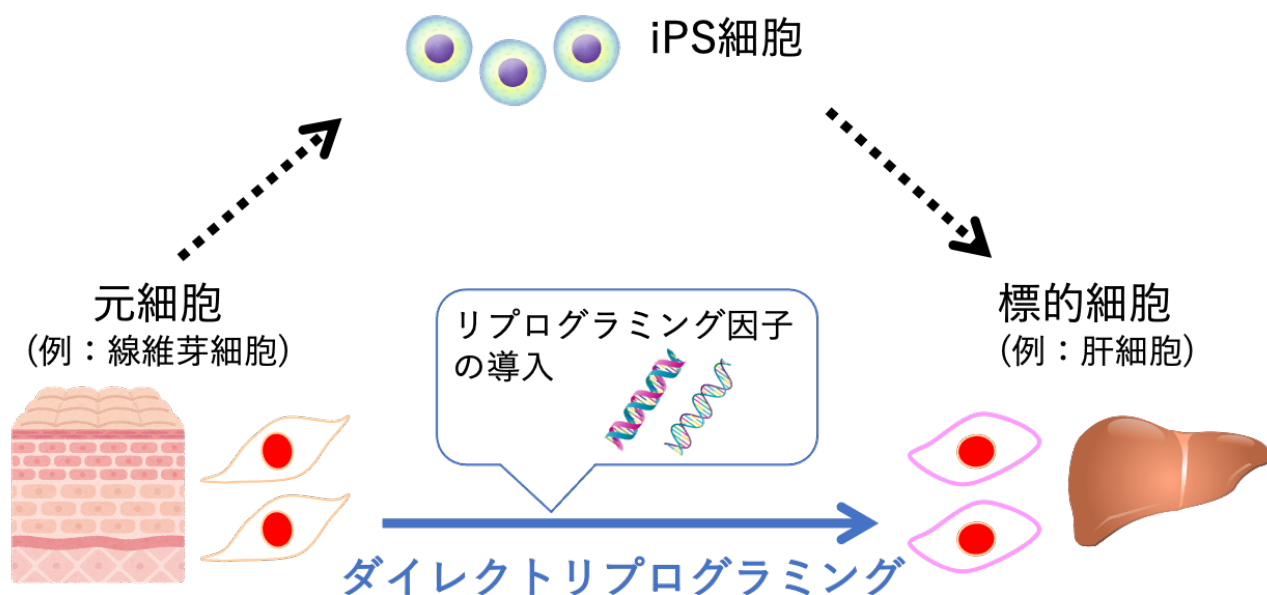 iPS細胞
元細胞
(例：線維芽細胞)
リプログラミング因子
の導入
標的細胞
(例：肝細胞)
ダイレクトリプログラミング